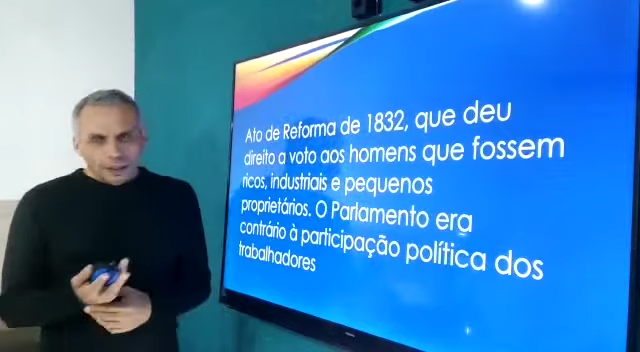 Ato de Reforma de 1832, que deu
direito a voto aos homens que fossem
ricos, industriais e pequenos
proprietários. O Parlamento era
contrário à participação política dos
trabalhadores